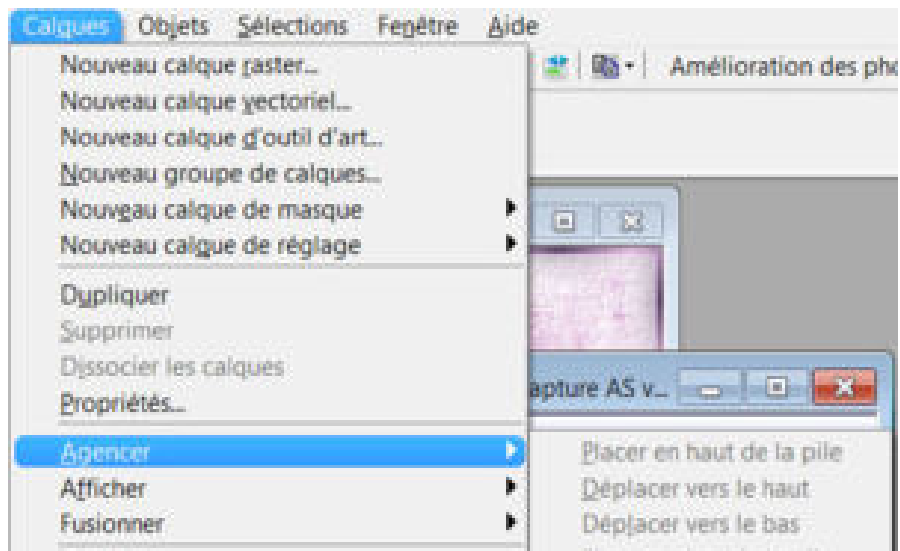 Calques Objets Sélections Fenêtre Aide
Nouveau calque raster...
Amélioration des pho
Nouveau calque vectoriel...
Nouveau calque d'outil d'art...
Nouveau groupe de calques...
Nouveau calque de masque
Nouveau calque de réglage
Dupliquer
Supprimer
Dissocier les calques
Propriétés...
apture AS v...
Agencer
Placer en haut de la pile
Afficher
Déplacer vers le haut
Fusionner
Déplacer vers le bas